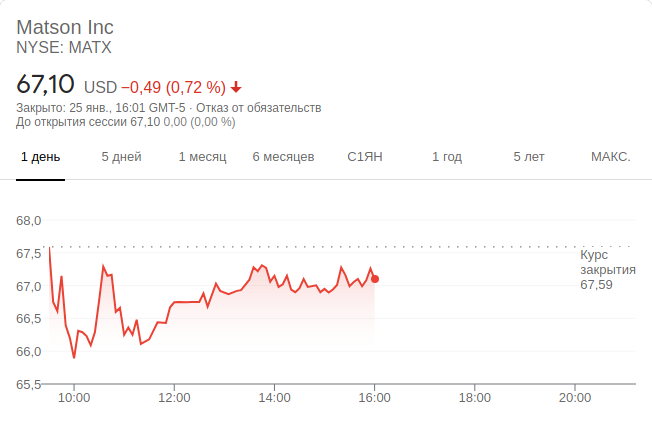 Matson Inc
NYSE: MATX
67,10 USD −0,49 (0,72 %)
Закрыто: 25 янв., 16:01 GMT-5 · Отказ от обязательств
До открытия сессии 67,10 0,00 (0,00 %)
1 день 5 дней 1 месяц 6 месяцев С1ЯН 1 год 5 лет МАКС.
68,0
67,5
67,0
66,5
66,0
65,5
Курс
закрытия
67,59
10:00 12:00 14:00 16:00 18:00 20:00